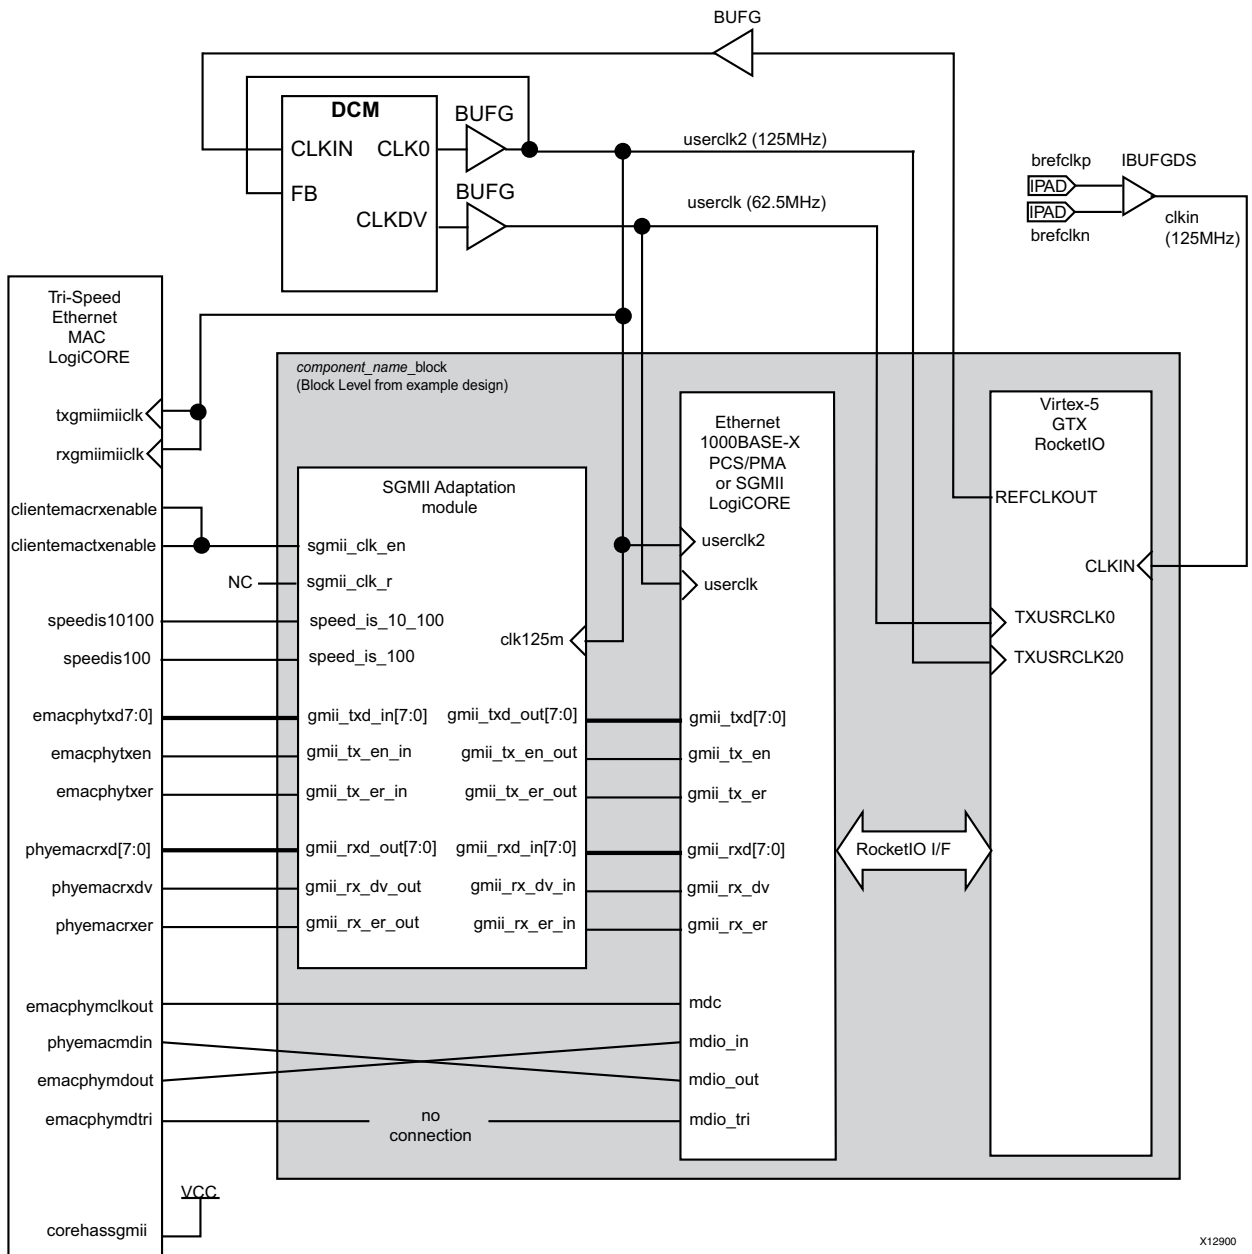 BUFG
DCM
CLKIN
CLK0
FB
CLKDV
BUFG
BUFG
userclk2 (125MHz)
userclk (62.5MHz)
brefclkp
IBUFGDS
IPAD
IPAD
brefclkn
clkin
(125MHz)
Tri-Speed
Ethernet
MAC
LogiCORE
txgmiimiiclk
rxgmiimiiclk
clientemacrxenable
clientemactxenable
NC
speedis10100
speedis100
emacphytxd7:0]
emacphytxen
emacphytxer
phyemacrxd[7:0]
phyemacrxdv
phyemacrxer
emacphymclkout
phyemacmdin
emacphymdout
emacphymdtri
VCC
corehassgmii
component_name_block
(Block Level from example design)
SGMII Adaptation
module
sgmii_clk_en
sgmii_clk_r
speed_is_10_100
speed_is_100
clk125m
gmii_txd_in[7:0]
gmii_txd_out[7:0]
gmii_tx_en_in
gmii_tx_en_out
gmii_tx_er_in
gmii_tx_er_out
gmii_rxd_out[7:0]
gmii_rxd_in[7:0]
gmii_rx_dv_out
gmii_rx_dv_in
gmii_rx_er_out
gmii_rx_er_in
no
connection
Ethernet
1000BASE-X
PCS/PMA
or SGMII
LogiCORE
userclk2
userclk
gmii_txd[7:0]
gmii_tx_en
gmii_tx_er
gmii_rxd[7:0]
gmii_rx_dv
gmii_rx_er
mdc
mdio_in
mdio_out
mdio_tri
RocketIO I/F
Virtex-5
GTX
RocketIO
REFCLKOUT
CLKIN
TXUSRCLK0
TXUSRCLK20
X12900